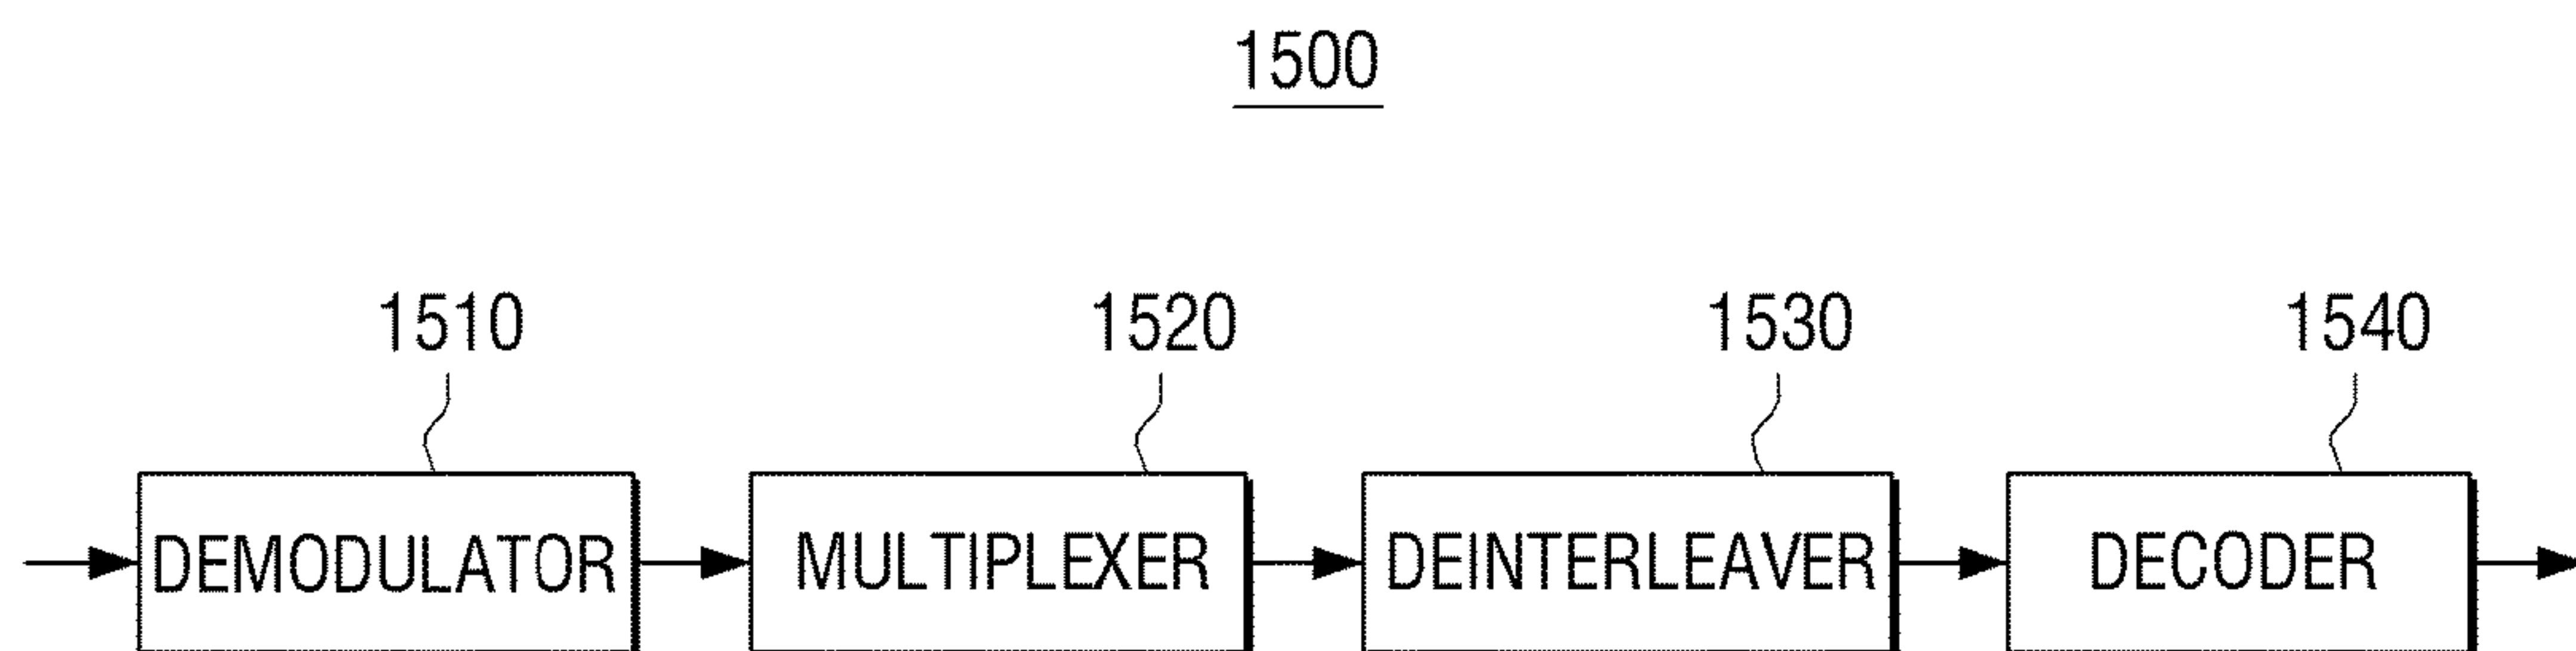 1500
1510 1520 1530 1540
DEMODULATOR MULTIPLEXER DEINTERLEAVER DECODER